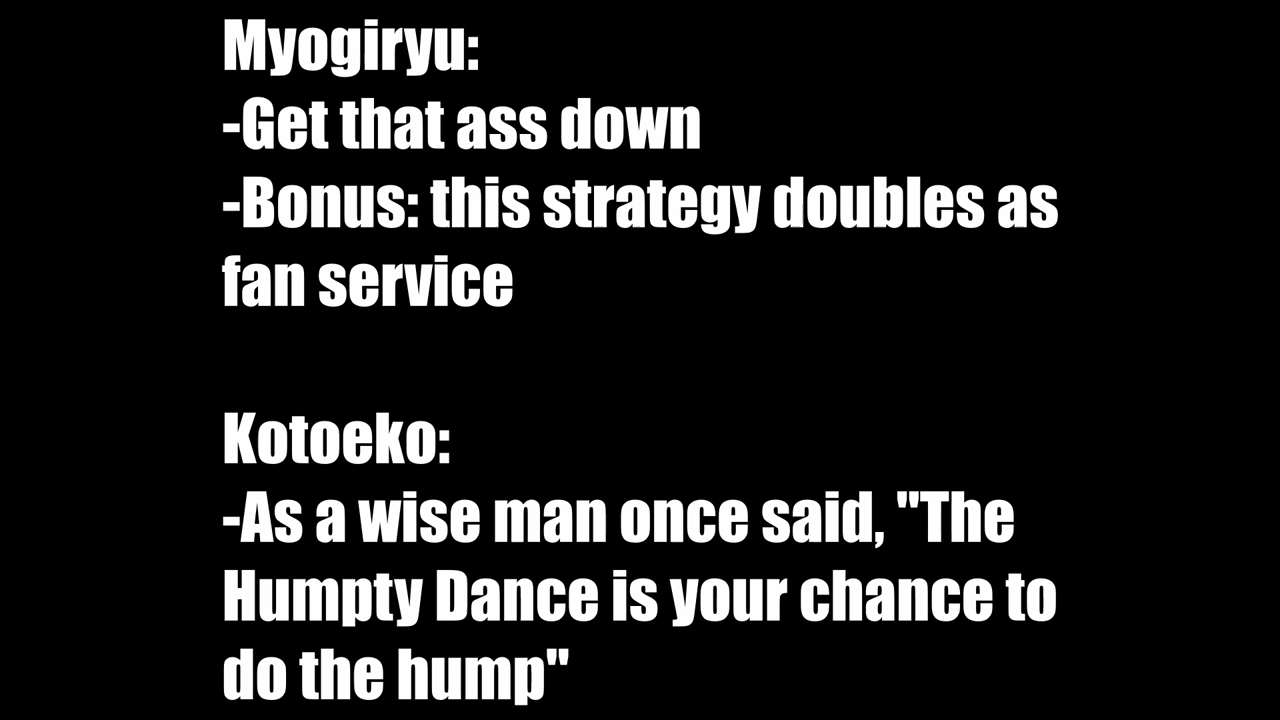 Myogiryu:
-Get that ass down
-Bonus: this strategy doubles as
fan service
Kotoeko:
-As a wise man once said, "The
Humpty Dance is your chance to
do the hump"